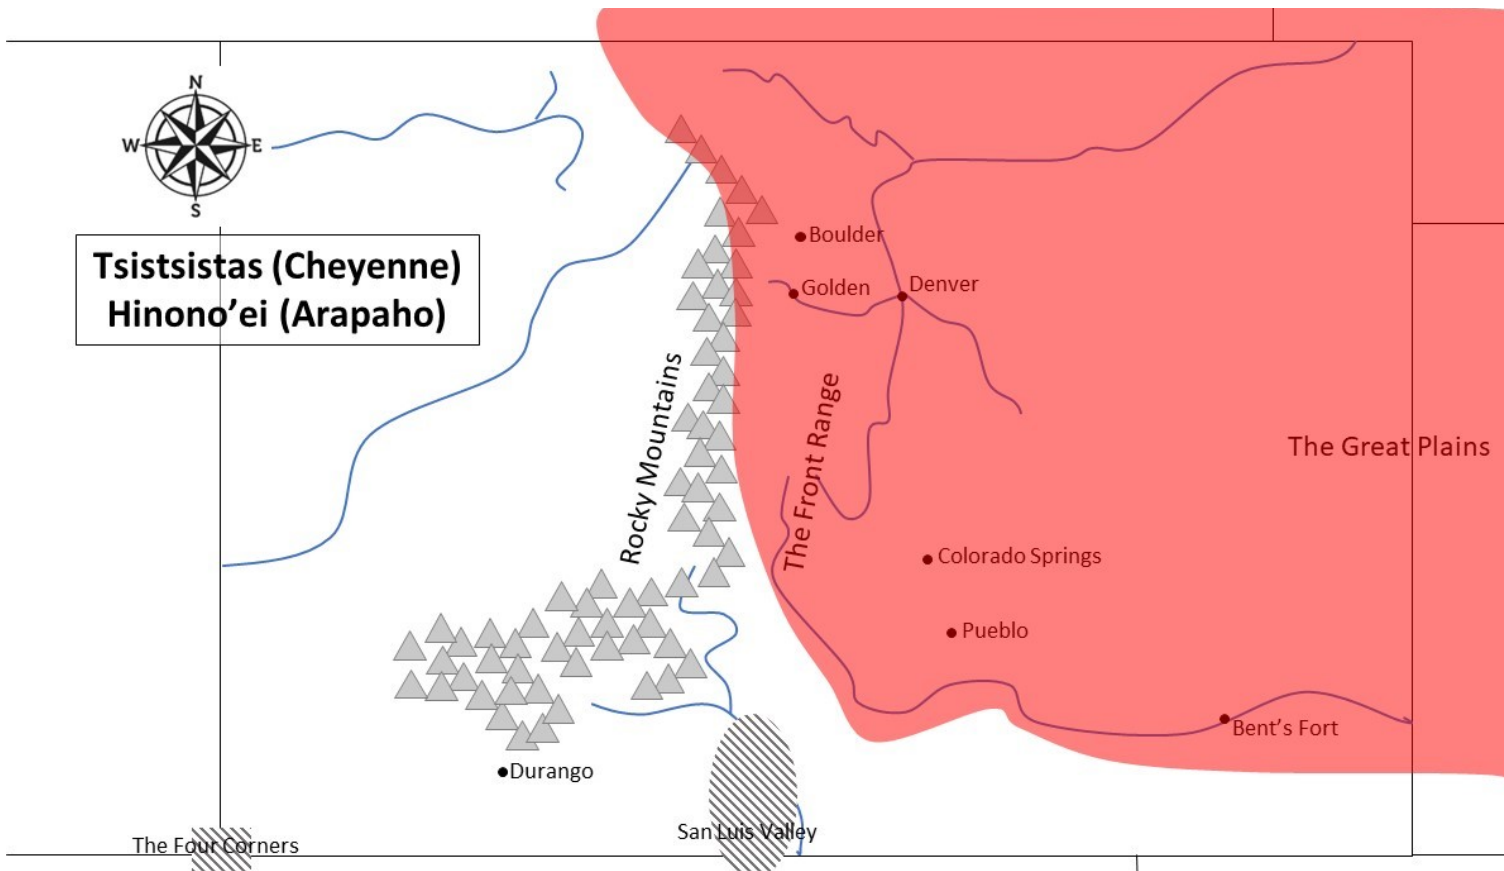 N
W
E
S
Tsistsistas (Cheyenne)
Hinono’ei (Arapaho)
Boulder
Golden
Denver
Rocky Mountains
The Front Range
The Great Plains
Colorado Springs
Pueblo
Bent’s Fort
Durango
San Luis Valley
The Four Corners